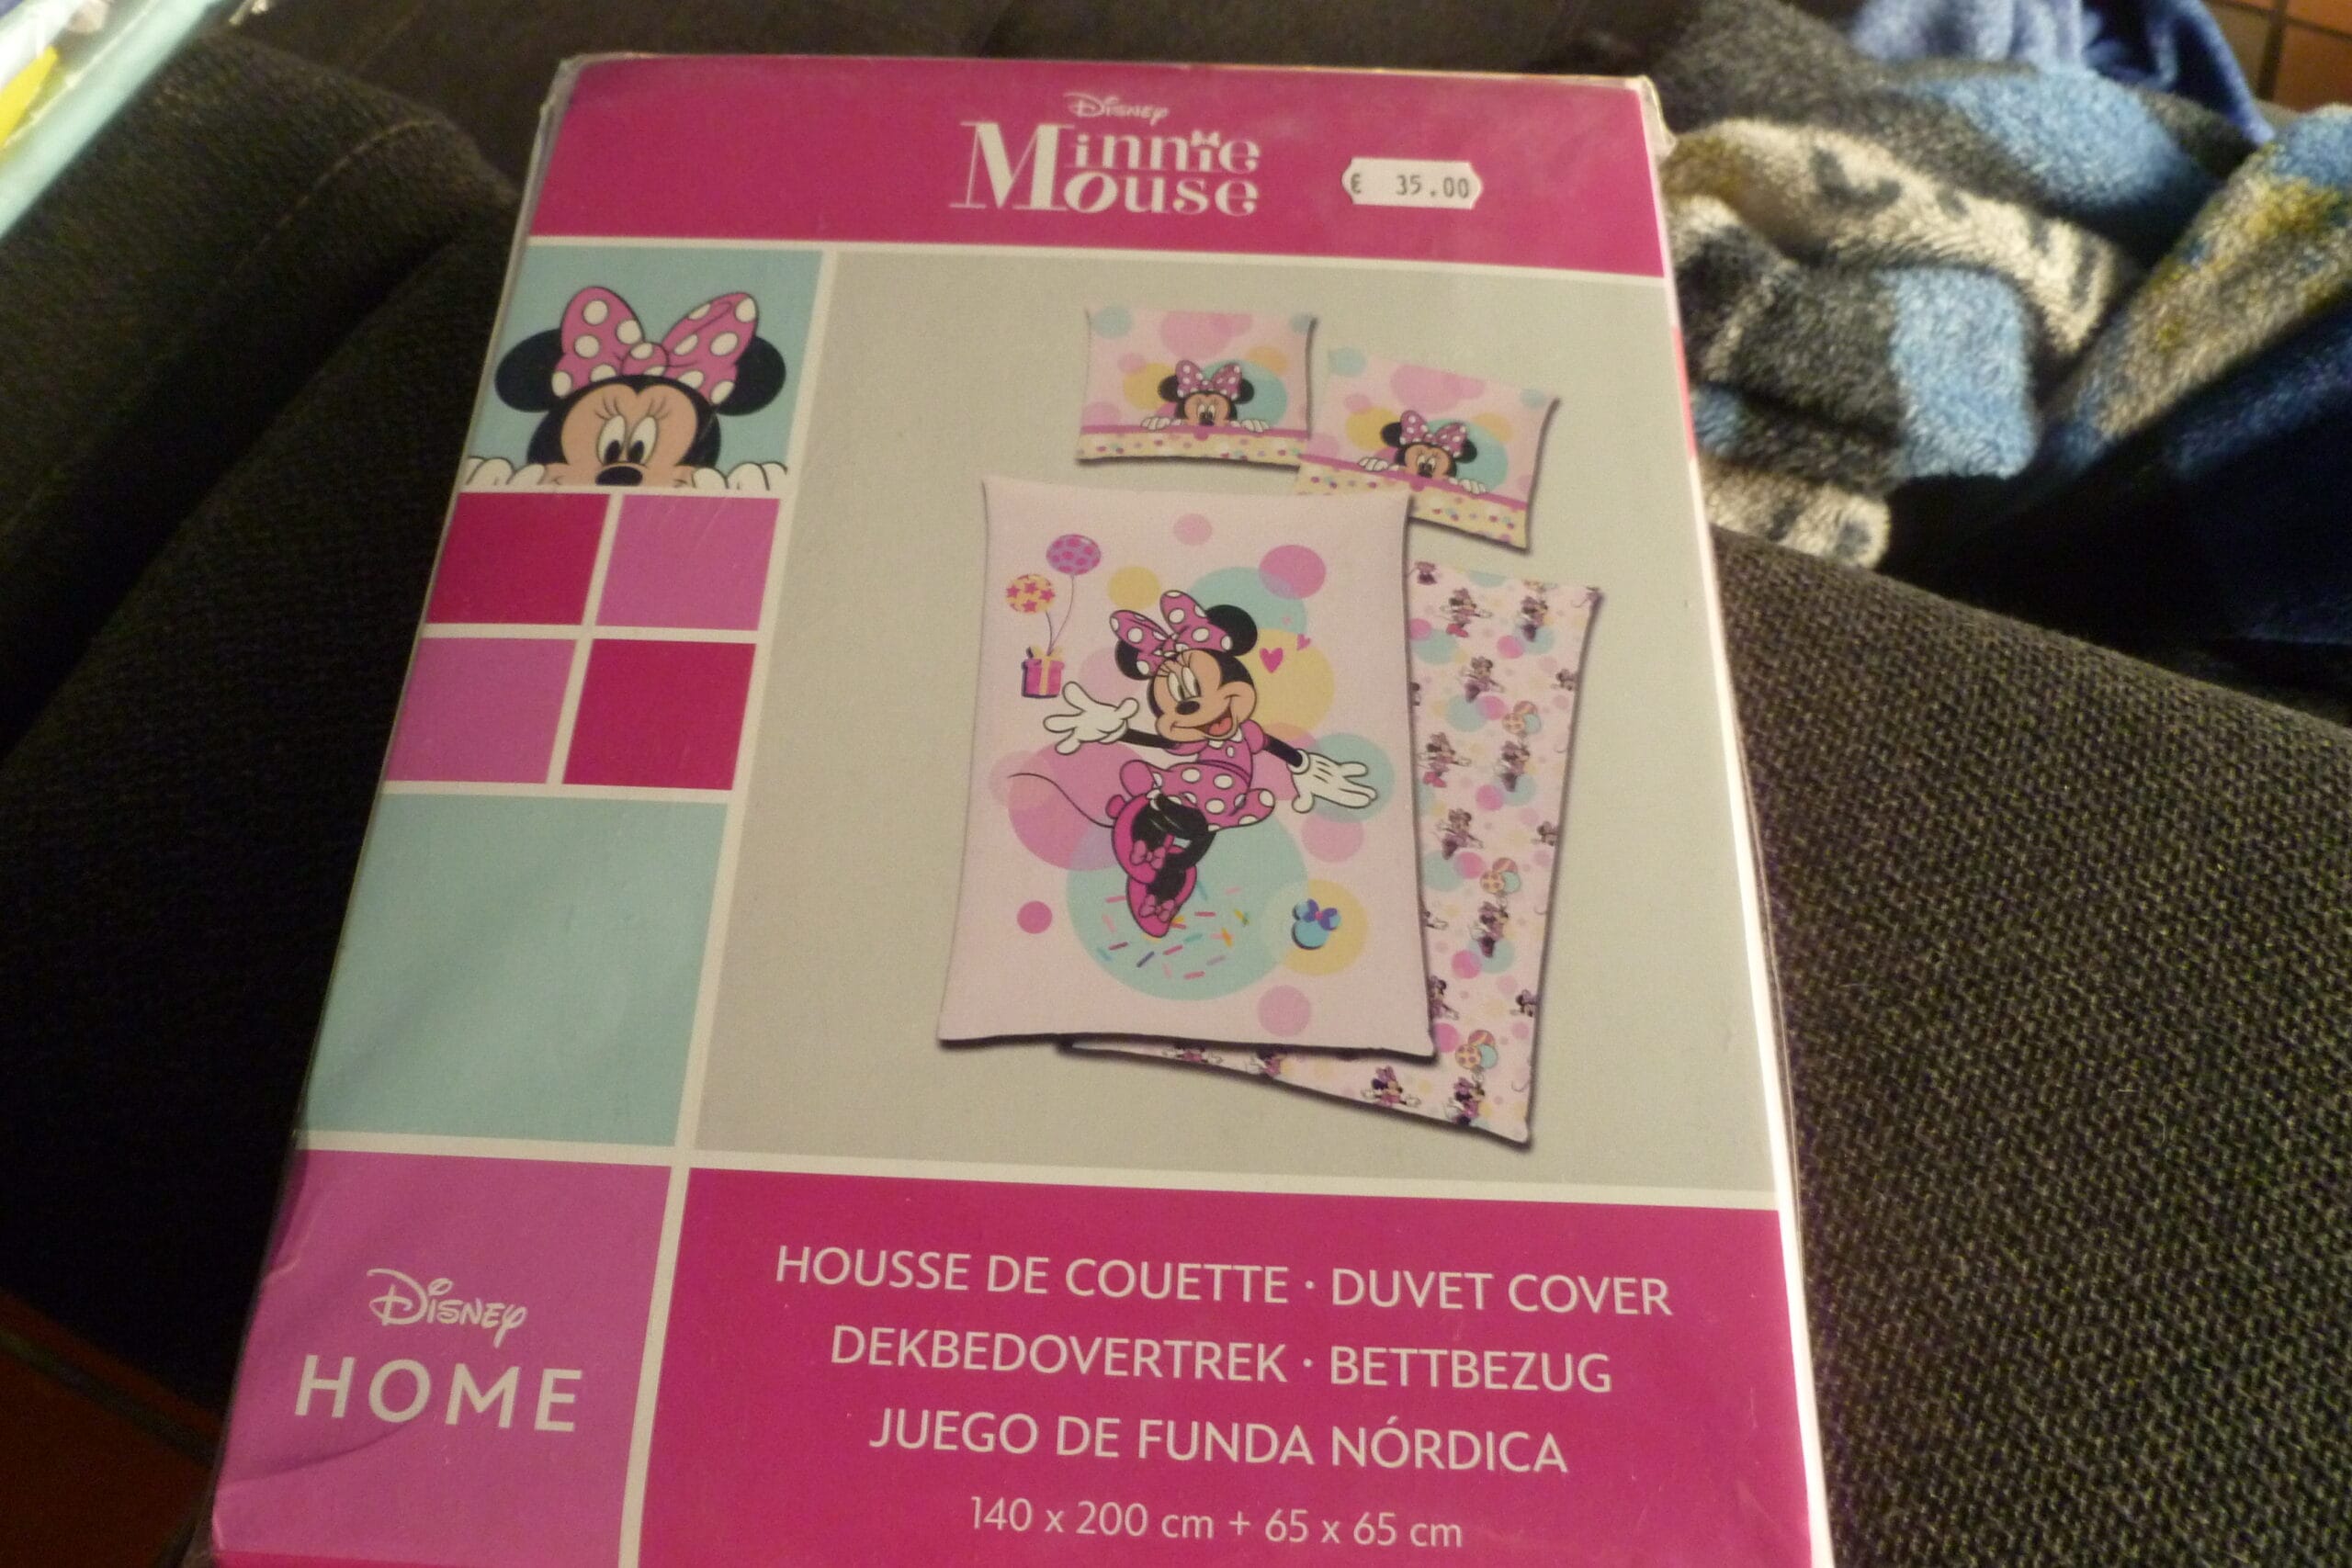 Disney
Minnie
Mouse
€ 35.00
HOUSSE DE COUETTE · DUVET COVER
DEKBEDOVERTREK · BETTBEZUG
JUEGO DE FUNDA NÓRDICA
140 x 200 cm + 65 x 65 cm
Disney
HOME